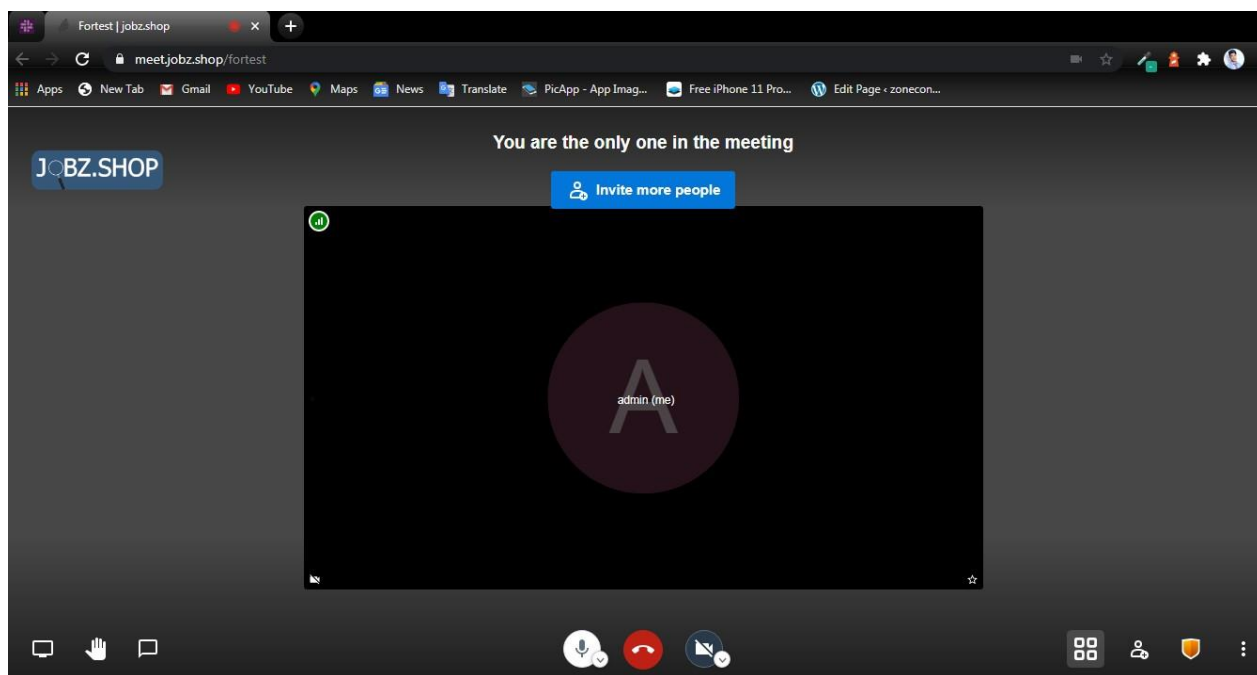 Fortest | jobz.shop
meet.jobz.shop/fortest
Apps New Tab Gmail YouTube Maps News Translate PicApp - App Imag... Free iPhone 11 Pro... Edit Page ‹ zonecon...
You are the only one in the meeting
JOBZ.SHOP
Invite more people
A
admin (me)